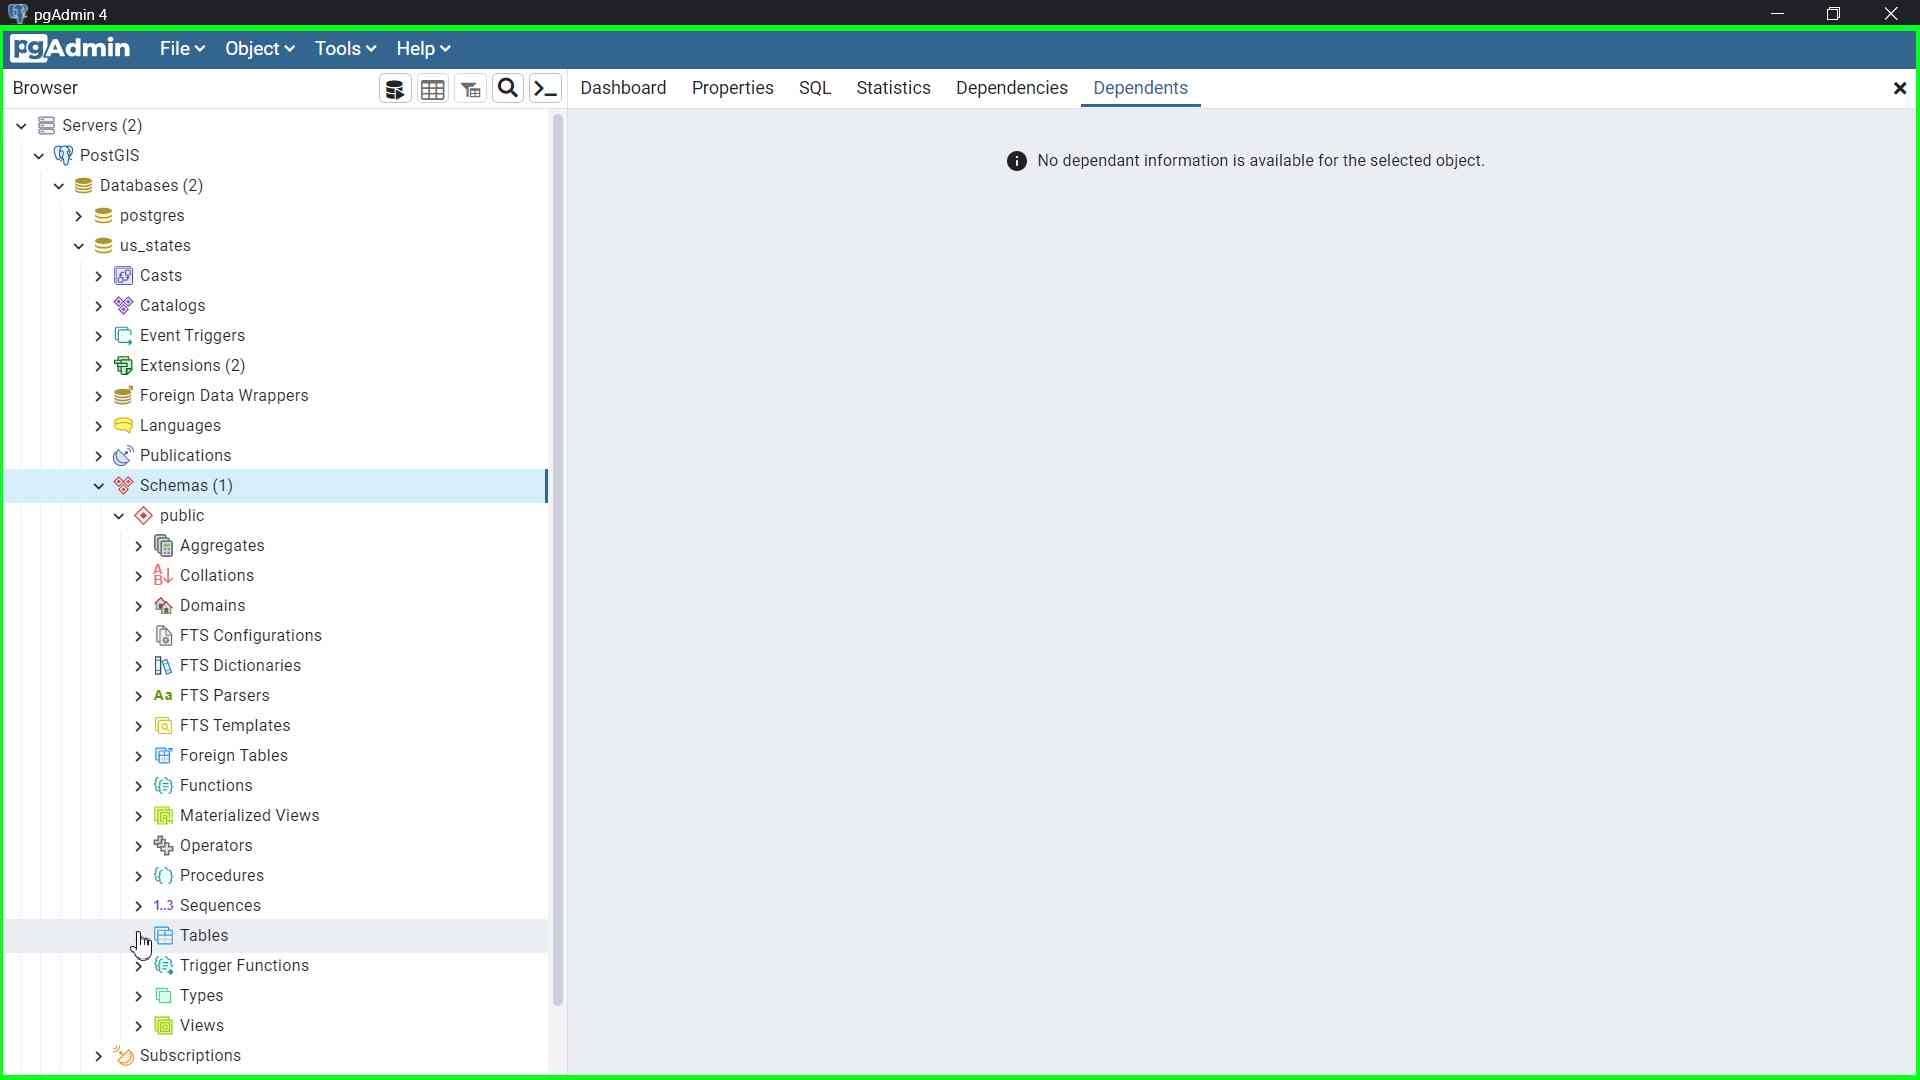 pgAdmin 4
pgAdmin File Object Tools Help
Browser
Dashboard Properties SQL Statistics Dependencies Dependents
Servers (2)
PostGIS
Databases (2)
postgres
us_states
Casts
Catalogs
Event Triggers
Extensions (2)
Foreign Data Wrappers
Languages
Publications
Schemas (1)
public
Aggregates
Collations
Domains
FTS Configurations
FTS Dictionaries
Aa FTS Parsers
FTS Templates
Foreign Tables
Functions
Materialized Views
Operators
Procedures
1..3 Sequences
Tables
Trigger Functions
Types
Views
Subscriptions
No dependant information is available for the selected object.